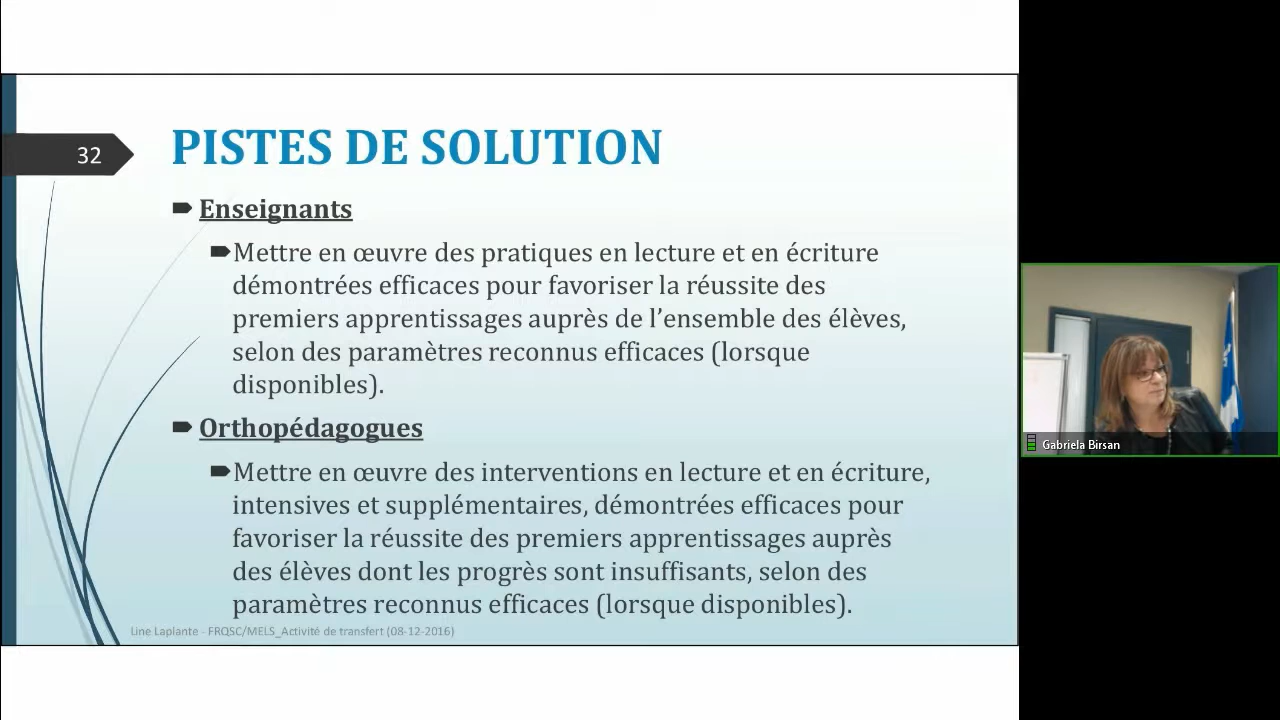 32
PISTES DE SOLUTION
Enseignants
Mettre en œuvre des pratiques en lecture et en écriture
démontrées efficaces pour favoriser la réussite des
premiers apprentissages auprès de l’ensemble des élèves,
selon des paramètres reconnus efficaces (lorsque
disponibles).
Orthopédagogues
Mettre en œuvre des interventions en lecture et en écriture,
intensives et supplémentaires, démontrées efficaces pour
favoriser la réussite des premiers apprentissages auprès
des élèves dont les progrès sont insuffisants, selon des
paramètres reconnus efficaces (lorsque disponibles).
Line Laplante - FRQSC/MELS_Activité de transfert (08-12-2016)
Gabriela Birsan